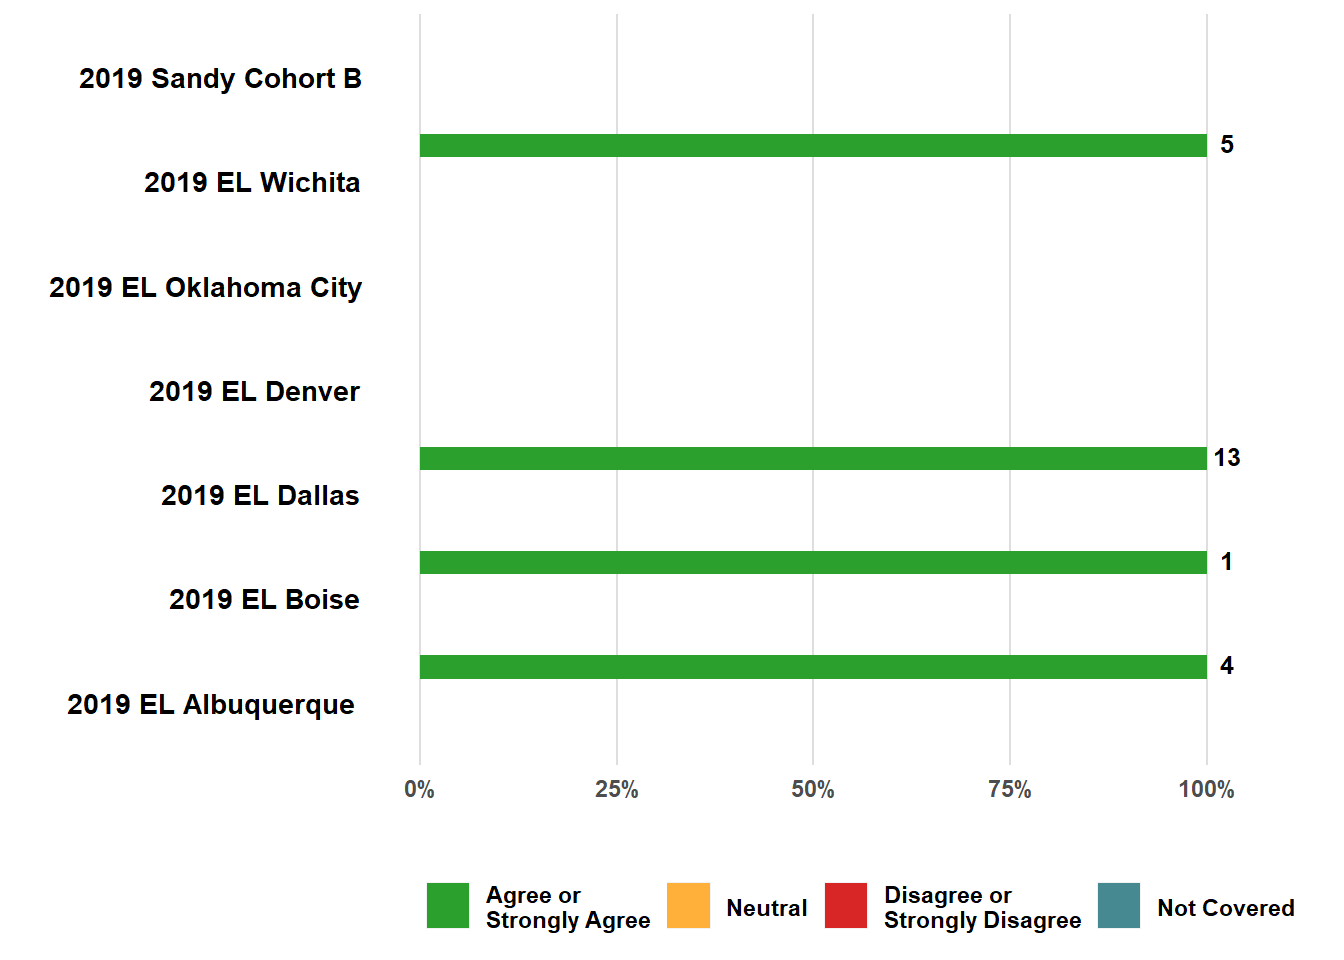 2019 Sandy Cohort B
5
2019 EL Wichita
2019 EL Oklahoma City
2019 EL Denver
13
2019 EL Dallas
1
2019 EL Boise
4
2019 EL Albuquerque
0% 25% 50% 75% 100%
Agree or
Strongly Agree
Neutral
Disagree or
Strongly Disagree
Not Covered